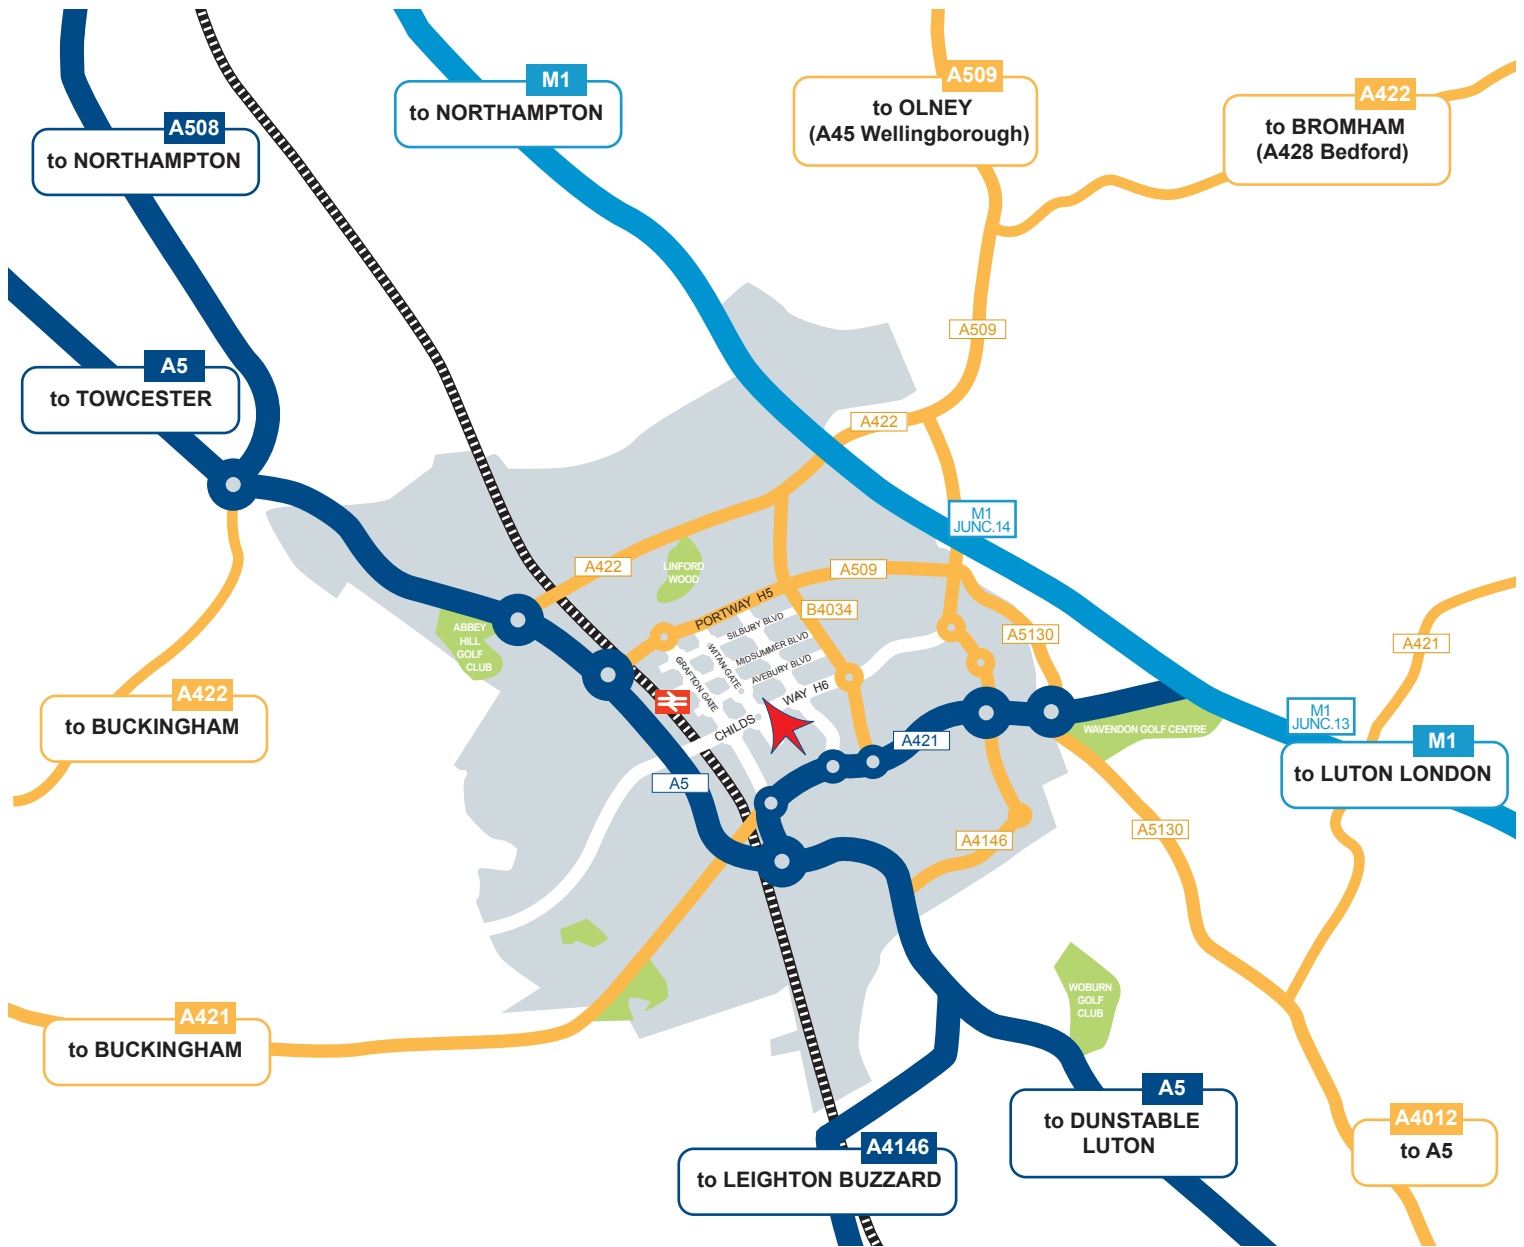 A509
to OLNEY
(A45 Wellingborough)
M1
to NORTHAMPTON
A422
to BROMHAM
(A428 Bedford)
A508
to NORTHAMPTON
A509
A5
to TOWCESTER
A422
M1
JUNC.14
A422
LINFORD
WOOD
A509
PORTWAY H5
B4034
SILBURY BLVD
MIDSUMMER BLVD
AVEBURY BLVD
WITAN GATE
GRAFTON GATE
CHILDS WAY H6
ABBEY
HILL
GOLF
CLUB
A5130
A421
A422
to BUCKINGHAM
M1
JUNC.13
WAVENDON GOLF CENTRE
A421
M1
to LUTON LONDON
A5
A5130
A4146
WOBURN
GOLF
CLUB
A421
to BUCKINGHAM
A5
to DUNSTABLE
LUTON
A4012
to A5
A4146
to LEIGHTON BUZZARD